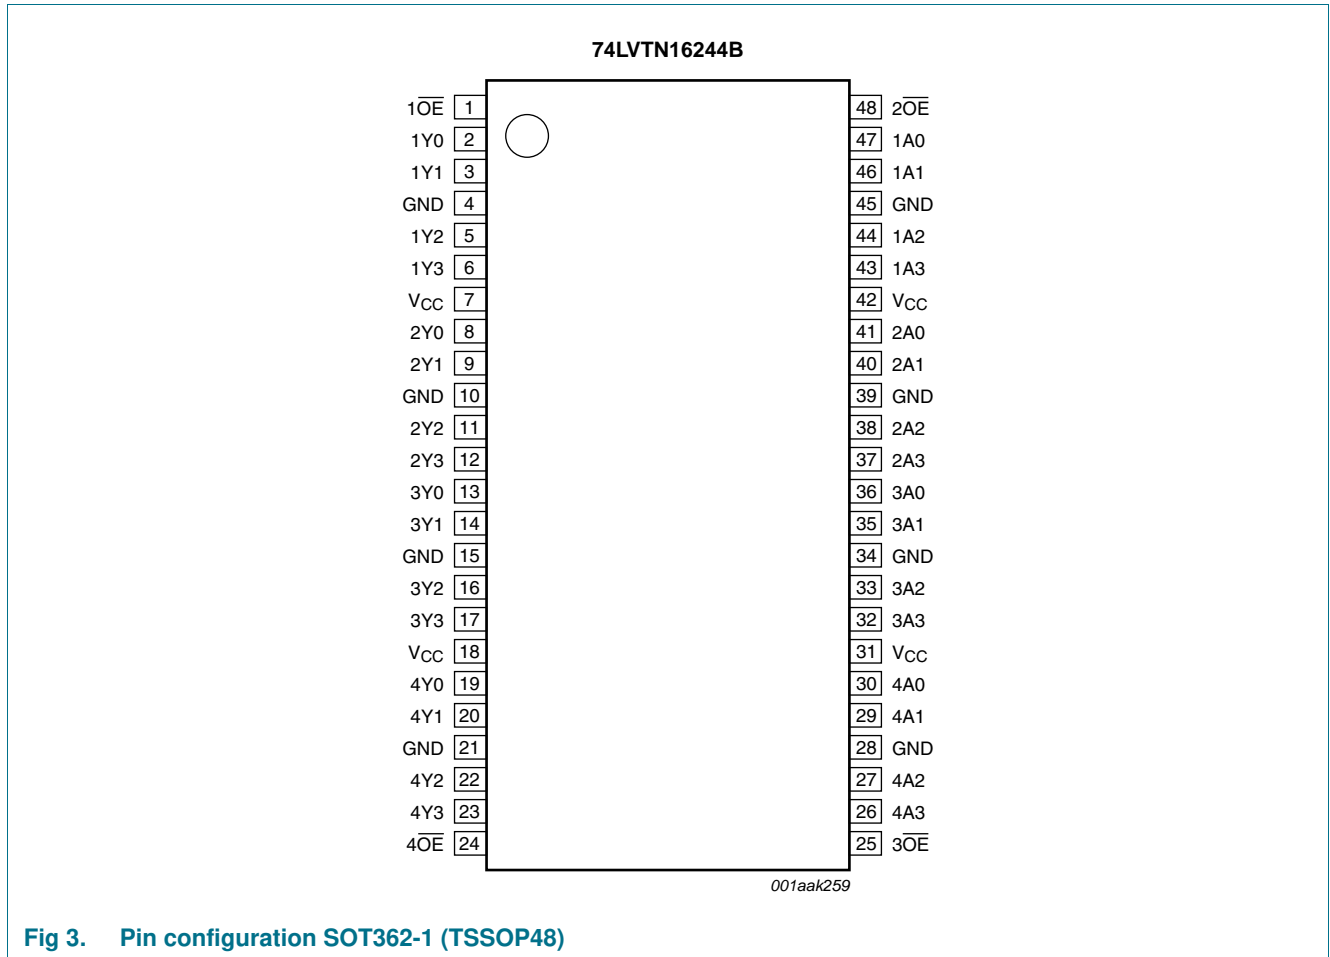 74LVTN16244B
1O̅E̅ 1 48 2O̅E̅
1Y0 2 47 1A0
1Y1 3 46 1A1
GND 4 45 GND
1Y2 5 44 1A2
1Y3 6 43 1A3
VCC 7 42 VCC
2Y0 8 41 2A0
2Y1 9 40 2A1
GND 10 39 GND
2Y2 11 38 2A2
2Y3 12 37 2A3
3Y0 13 36 3A0
3Y1 14 35 3A1
GND 15 34 GND
3Y2 16 33 3A2
3Y3 17 32 3A3
VCC 18 31 VCC
4Y0 19 30 4A0
4Y1 20 29 4A1
GND 21 28 GND
4Y2 22 27 4A2
4Y3 23 26 4A3
4O̅E̅ 24 25 3O̅E̅
001aak259
Fig 3. Pin configuration SOT362-1 (TSSOP48)